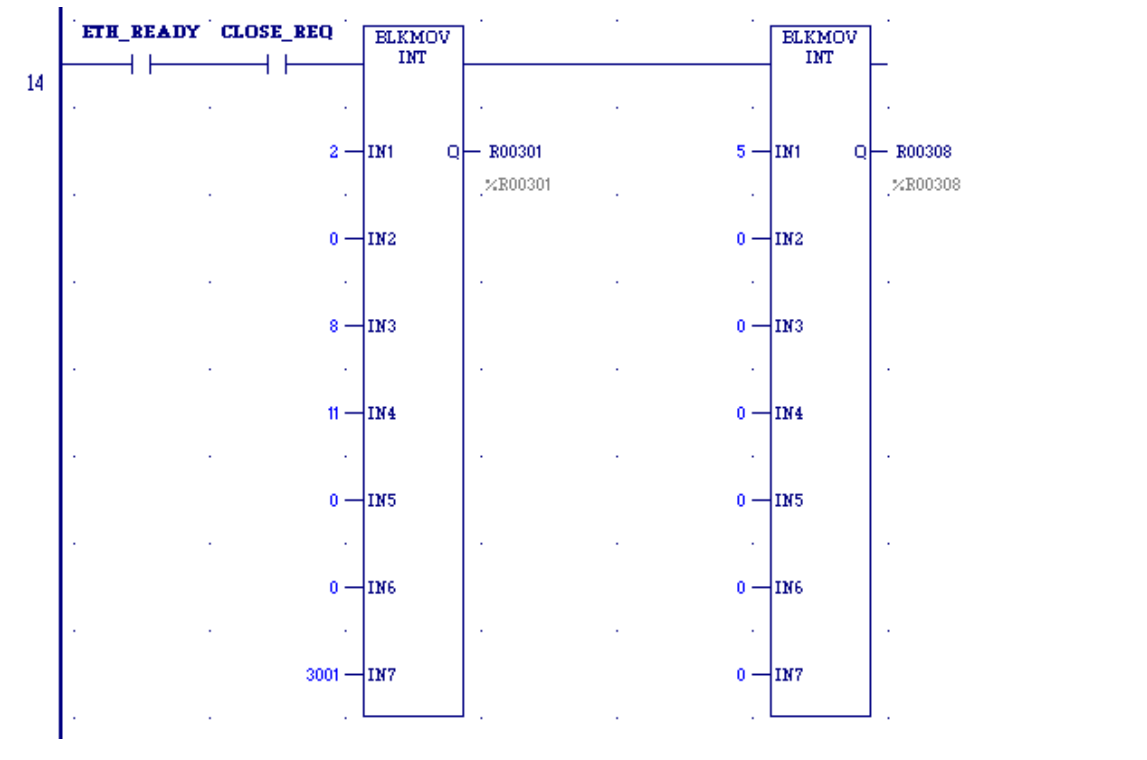 ETH_READY CLOSE_REQ BLKMOV INT BLKMOV INT
14
2 IN1 Q R00301 5 IN1 Q R00308
%R00301 %R00308
0 IN2 0 IN2
8 IN3 0 IN3
11 IN4 0 IN4
0 IN5 0 IN5
0 IN6 0 IN6
3001 IN7 0 IN7